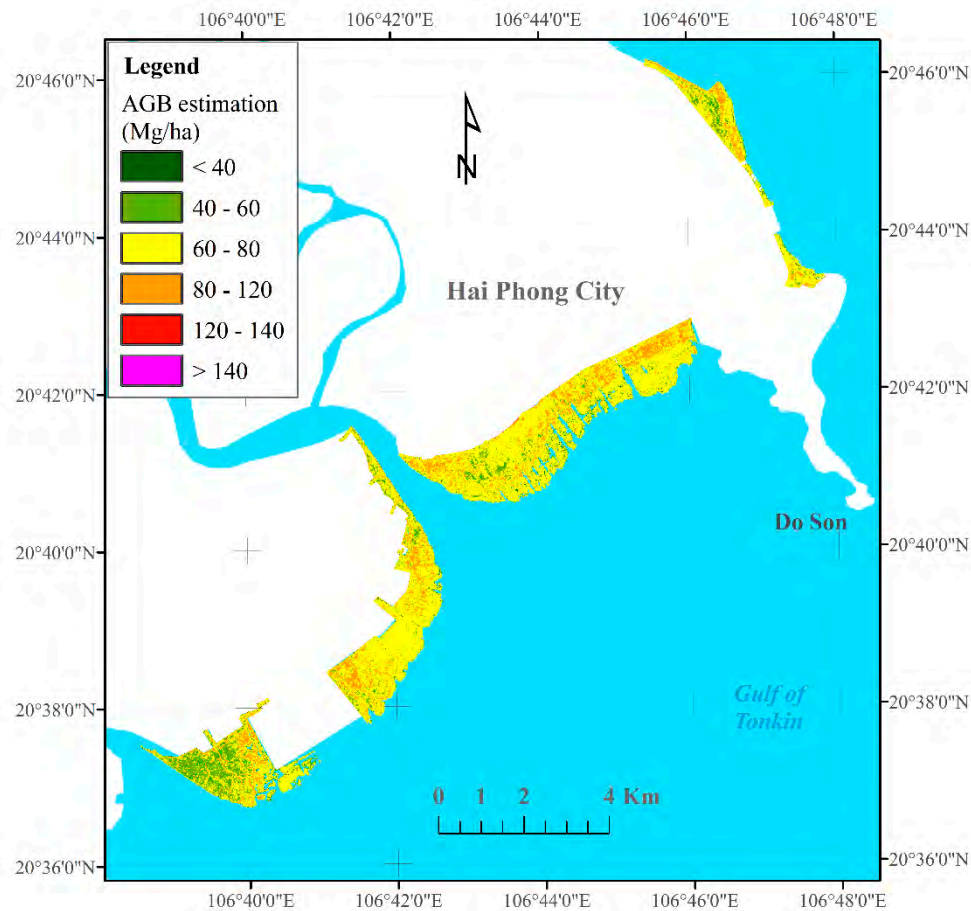 106°40'0"E 106°42'0"E 106°44'0"E 106°46'0"E 106°48'0"E
Legend
AGB estimation
(Mg/ha)
< 40
40 - 60
60 - 80
80 - 120
120 - 140
> 140
N
20°46'0"N 20°46'0"N
20°44'0"N 20°44'0"N
Hai Phong City
20°42'0"N 20°42'0"N
Do Son
20°40'0"N 20°40'0"N
Gulf of
Tonkin
20°38'0"N 20°38'0"N
0 1 2 4 Km
20°36'0"N 20°36'0"N
106°40'0"E 106°42'0"E 106°44'0"E 106°46'0"E 106°48'0"E